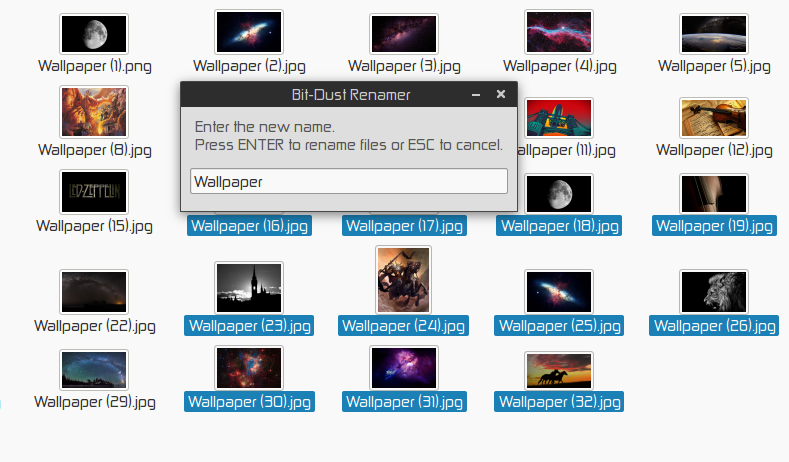 Wallpaper (1).png
Wallpaper (2).jpg
Wallpaper (3).jpg
Wallpaper (4).jpg
Wallpaper (5).jpg
Bit-Dust Renamer
Enter the new name.
Press ENTER to rename files or ESC to cancel.
Wallpaper
Wallpaper (8).jpg
(11).jpg
Wallpaper (12).jpg
LED-ZEPPELIN
Wallpaper (15).jpg
Wallpaper (16).jpg
Wallpaper (17).jpg
Wallpaper (18).jpg
Wallpaper (19).jpg
Wallpaper (22).jpg
Wallpaper (23).jpg
Wallpaper (24).jpg
Wallpaper (25).jpg
Wallpaper (26).jpg
Wallpaper (29).jpg
Wallpaper (30).jpg
Wallpaper (31).jpg
Wallpaper (32).jpg